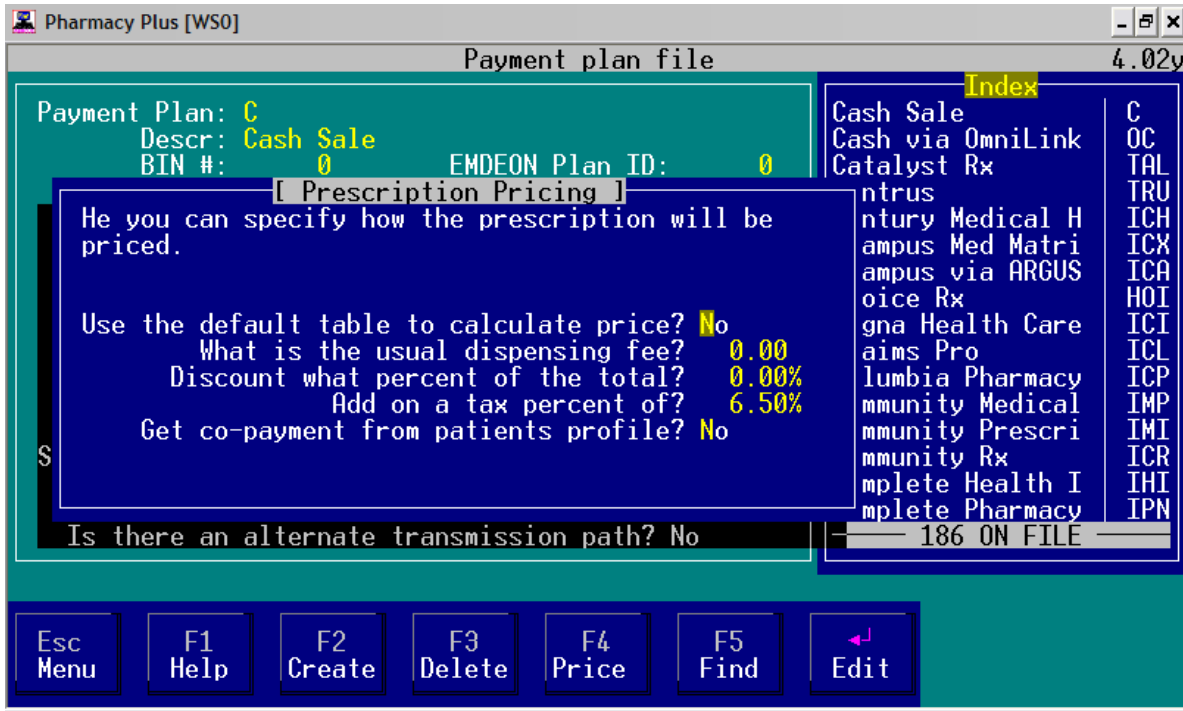 Pharmacy Plus [WS0]
Payment plan file 4.02y
Payment Plan: C
Descr: Cash Sale
BIN #: 0 EMDEON Plan ID: 0
[ Prescription Pricing ]
He you can specify how the prescription will be
priced.
Use the default table to calculate price? No
What is the usual dispensing fee? 0.00
Discount what percent of the total? 0.00%
Add on a tax percent of? 6.50%
Get co-payment from patients profile? No
S
Is there an alternate transmission path? No
Index
Cash Sale C
Cash via OmniLink OC
Catalyst Rx TAL
ntrus TRU
ntury Medical H ICH
ampus Med Matri ICX
ampus via ARGUS ICA
oice Rx HOI
gna Health Care ICI
aims Pro ICL
lumbia Pharmacy ICP
mmunity Medical IMP
mmunity Prescri IMI
mmunity Rx ICR
mplete Health I IHI
mplete Pharmacy IPN
186 ON FILE
Esc F1 F2 F3 F4 F5
Menu Help Create Delete Price Find Edit